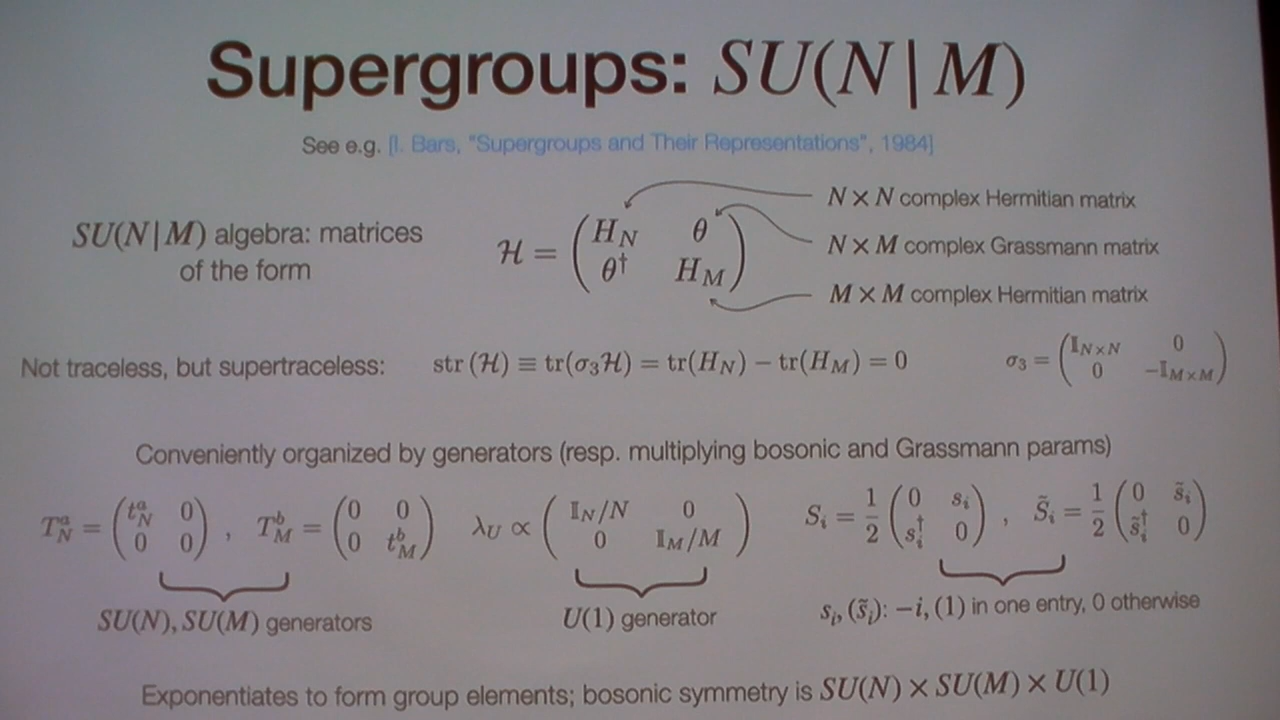 Supergroups: SU(N|M)
See e.g. [I. Bars, "Supergroups and Their Representations", 1984]
SU(N|M) algebra: matrices
of the form
ℋ = ( H_N θ
θ† H_M )
N × N complex Hermitian matrix
N × M complex Grassmann matrix
M × M complex Hermitian matrix
Not traceless, but supertraceless: str (ℋ) ≡ tr(σ₃ℋ) = tr(H_N) − tr(H_M) = 0 σ₃ = ( 𝕀_{N×N} 0
0 −𝕀_{M×M} )
Conveniently organized by generators (resp. multiplying bosonic and Grassmann params)
T_N^a = ( t_N^a 0
0 0 ) , T_M^b = ( 0 0
0 t_M^b )
λ_U ∝ ( 𝕀_N/N 0
0 𝕀_M/M )
S_i = 1/2 ( 0 s_i
s_i† 0 ) , S̃_i = 1/2 ( 0 s̃_i
s̃_i† 0 )
SU(N), SU(M) generators
U(1) generator
s_i, (s̃_i): −i, (1) in one entry, 0 otherwise
Exponentiates to form group elements; bosonic symmetry is SU(N) × SU(M) × U(1)